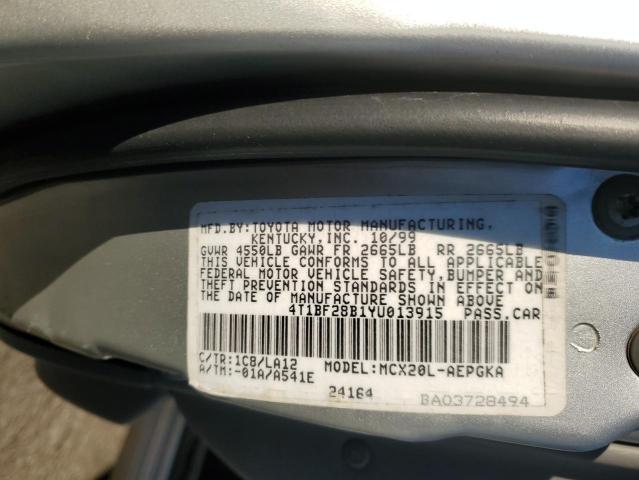 MFD.BY:TOYOTA MOTOR MANUFACTURING,
KENTUCKY,INC. 10/99
GVWR 4550LB GAWR FR 2665LB RR 2665LB
THIS VEHICLE CONFORMS TO ALL APPLICABLE
FEDERAL MOTOR VEHICLE SAFETY,BUMPER AND
THEFT PREVENTION STANDARDS IN EFFECT ON
THE DATE OF MANUFACTURE SHOWN ABOVE
4T1BF28B1YU013915 PASS.CAR
C/TR:1C8/LA12 MODEL:MCX20L-AEPGKA
A/TM:-01A/A541E
24164
BA03728494